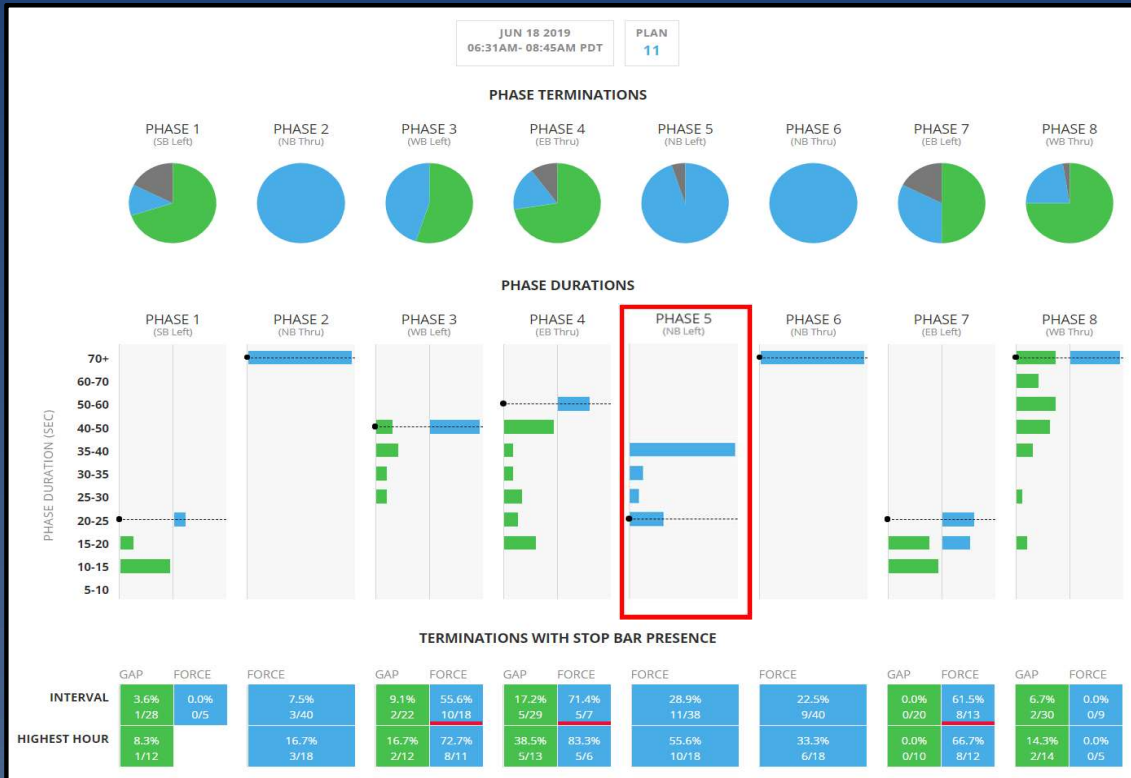 JUN 18 2019
06:31AM- 08:45AM PDT
PLAN
11
PHASE TERMINATIONS
PHASE 1
(SB Left)
PHASE 2
(NB Thru)
PHASE 3
(WB Left)
PHASE 4
(EB Thru)
PHASE 5
(NB Left)
PHASE 6
(NB Thru)
PHASE 7
(EB Left)
PHASE 8
(WB Thru)
PHASE DURATIONS
PHASE 1
(SB Left)
PHASE 2
(NB Thru)
PHASE 3
(WB Left)
PHASE 4
(EB Thru)
PHASE 5
(NB Left)
PHASE 6
(NB Thru)
PHASE 7
(EB Left)
PHASE 8
(WB Thru)
PHASE DURATION (SEC)
70+
60-70
50-60
40-50
35-40
30-35
25-30
20-25
15-20
10-15
5-10
TERMINATIONS WITH STOP BAR PRESENCE
GAP FORCE FORCE GAP FORCE GAP FORCE FORCE FORCE GAP FORCE GAP FORCE
INTERVAL
3.6% 0.0% 7.5% 9.1% 55.6% 17.2% 71.4% 28.9% 22.5% 0.0% 61.5% 6.7% 0.0%
1/28 0/5 3/40 2/22 10/18 5/29 5/7 11/38 9/40 0/20 8/13 2/30 0/9
HIGHEST HOUR
8.3% 16.7% 16.7% 72.7% 38.5% 83.3% 55.6% 33.3% 0.0% 66.7% 14.3% 0.0%
1/12 3/18 2/12 8/11 5/13 5/6 10/18 6/18 0/10 8/12 2/14 0/5